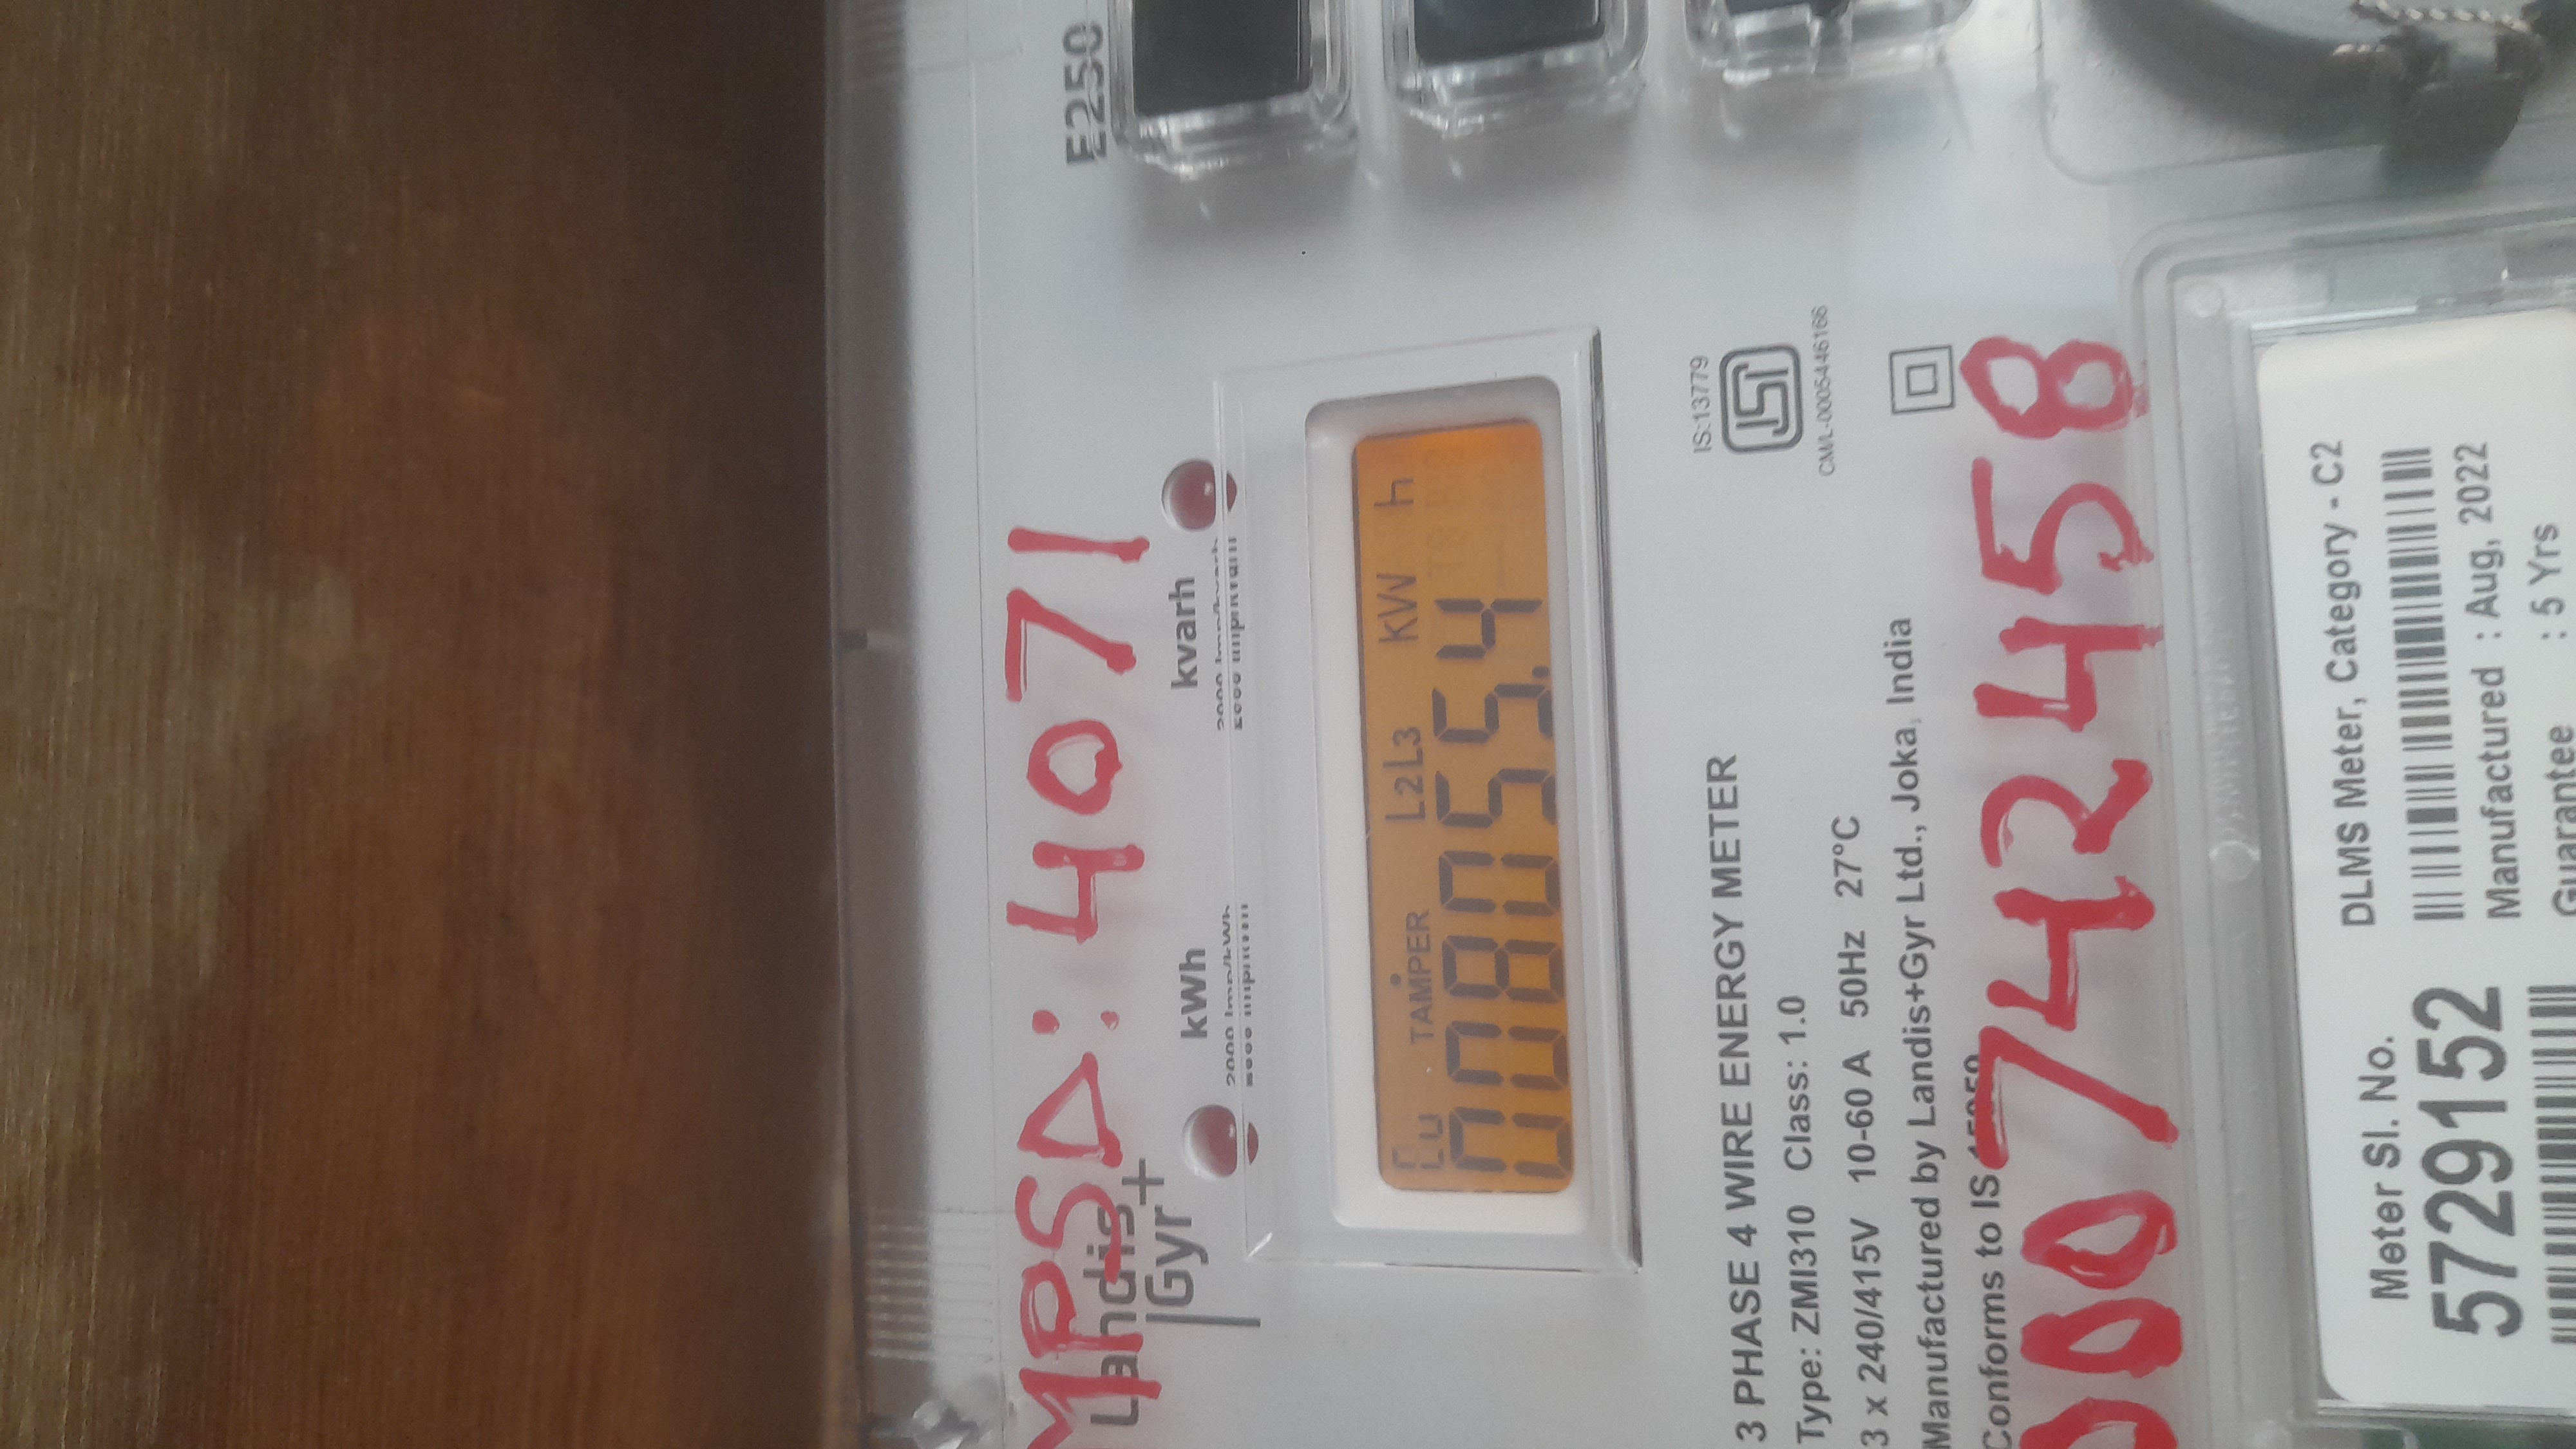 E250
MPSD: 4071
Landis
Gyr+
kWh
kvarh
Cu TAMPER L2L3 KW h
008055.4
3 PHASE 4 WIRE ENERGY METER
IS:13779
Type: ZMI310 Class: 1.0
3 x 240/415V 10-60 A 50Hz 27°C
CM/L-0005446166
Manufactured by Landis+Gyr Ltd., Joka, India
Conforms to IS
00742458
Meter Sl. No.
5729152
DLMS Meter, Category - C2
Manufactured : Aug, 2022
Guarantee : 5 Yrs